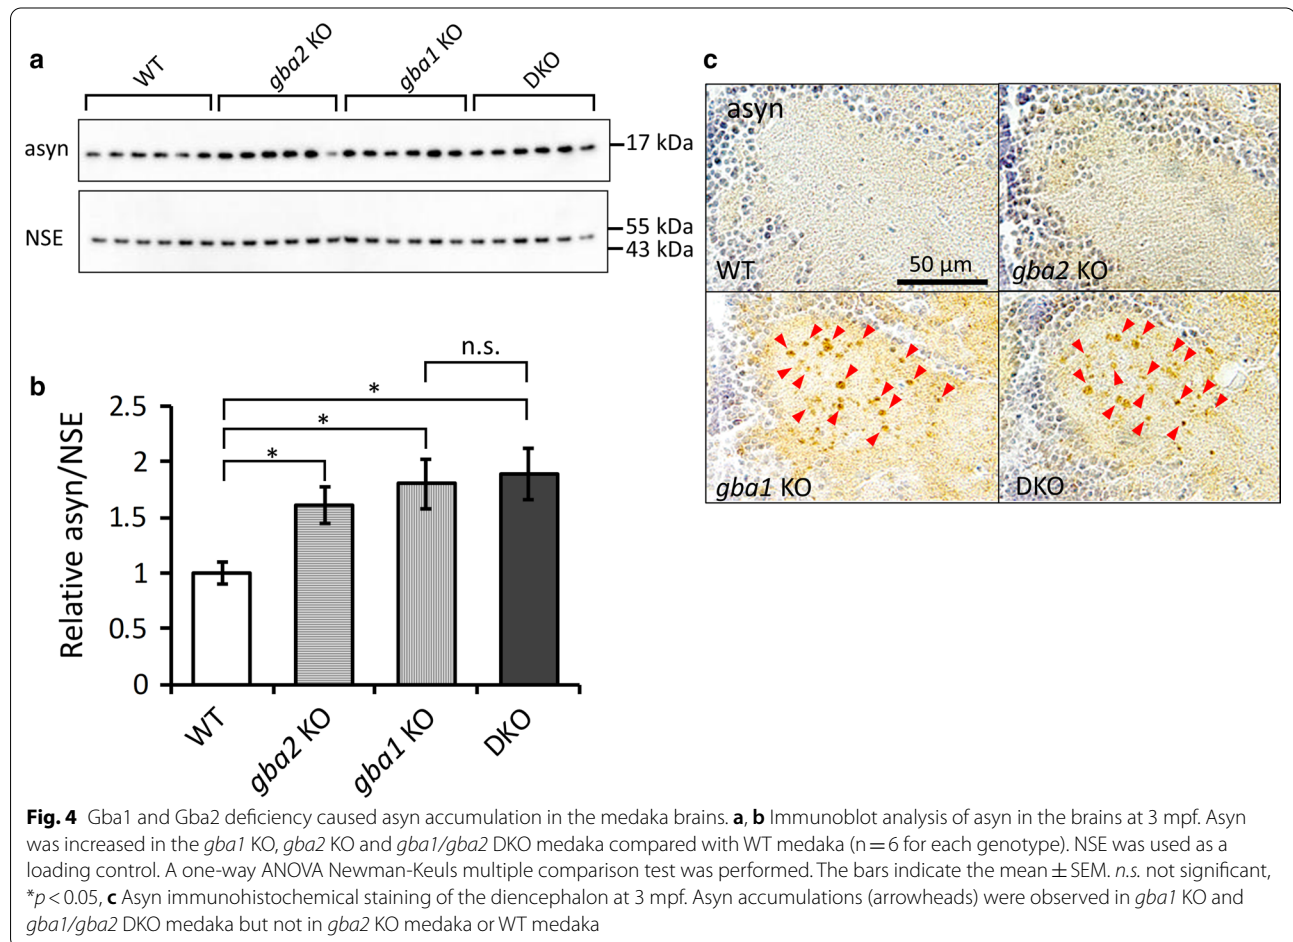 a
WT
gba2 KO
gba1 KO
DKO
asyn
17 kDa
NSE
55 kDa
43 kDa
b
Relative asyn/NSE
2.5
2
1.5
1
0.5
0
*
*
*
n.s.
WT
gba2 KO
gba1 KO
DKO
c
asyn
WT
50 µm
gba2 KO
gba1 KO
DKO
Fig. 4 Gba1 and Gba2 deficiency caused asyn accumulation in the medaka brains. a, b Immunoblot analysis of asyn in the brains at 3 mpf. Asyn
was increased in the gba1 KO, gba2 KO and gba1/gba2 DKO medaka compared with WT medaka (n = 6 for each genotype). NSE was used as a
loading control. A one-way ANOVA Newman-Keuls multiple comparison test was performed. The bars indicate the mean ± SEM. n.s. not significant,
*p < 0.05, c Asyn immunohistochemical staining of the diencephalon at 3 mpf. Asyn accumulations (arrowheads) were observed in gba1 KO and
gba1/gba2 DKO medaka but not in gba2 KO medaka or WT medaka